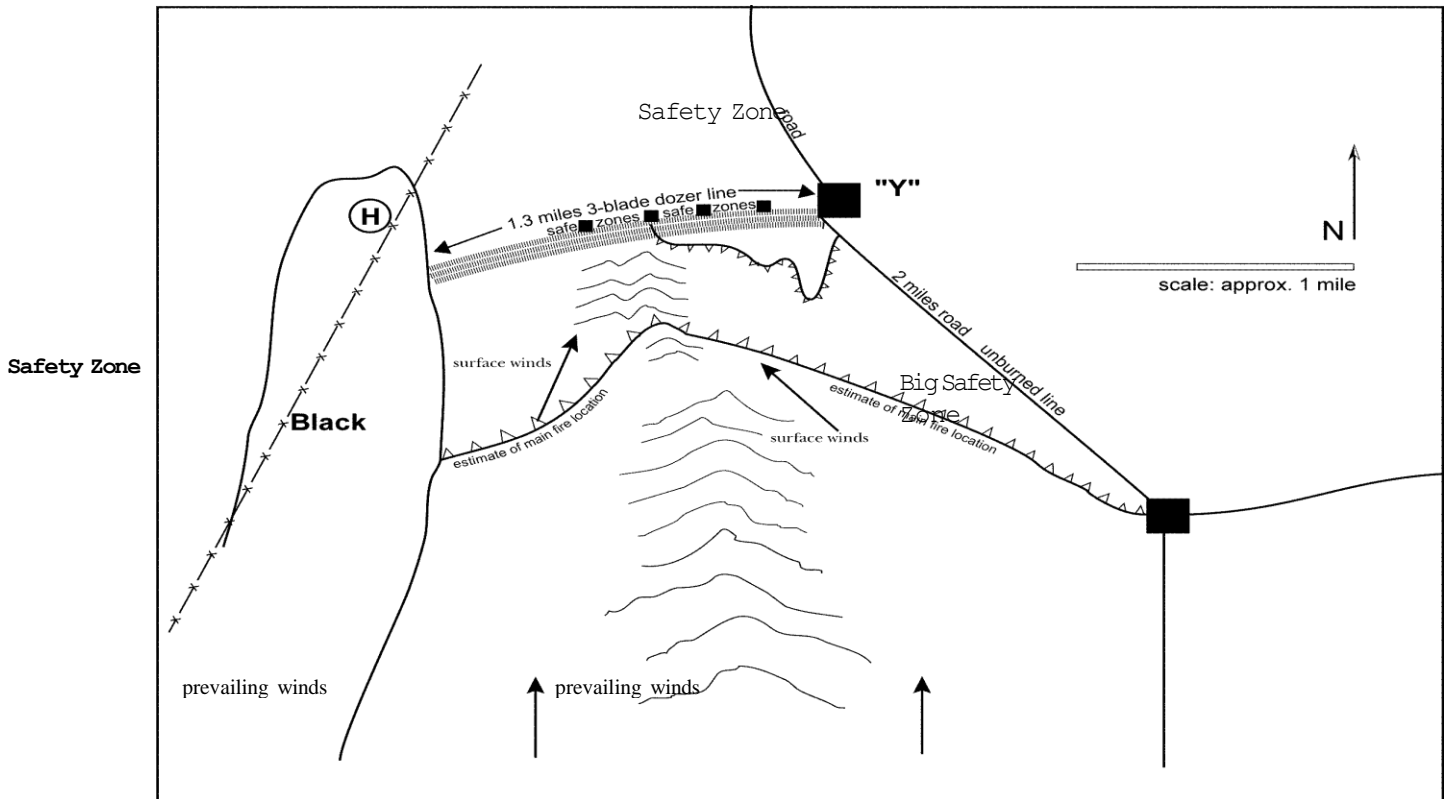 Safety Zone
road
"Y"
1.3 miles 3-blade dozer line
safe zones safe zones
H
N
scale: approx. 1 mile
2 miles road unburned line
surface winds
Safety Zone
Big Safety
Zone
Black
estimate of main fire location
surface winds
estimate of main fire location
prevailing winds
prevailing winds